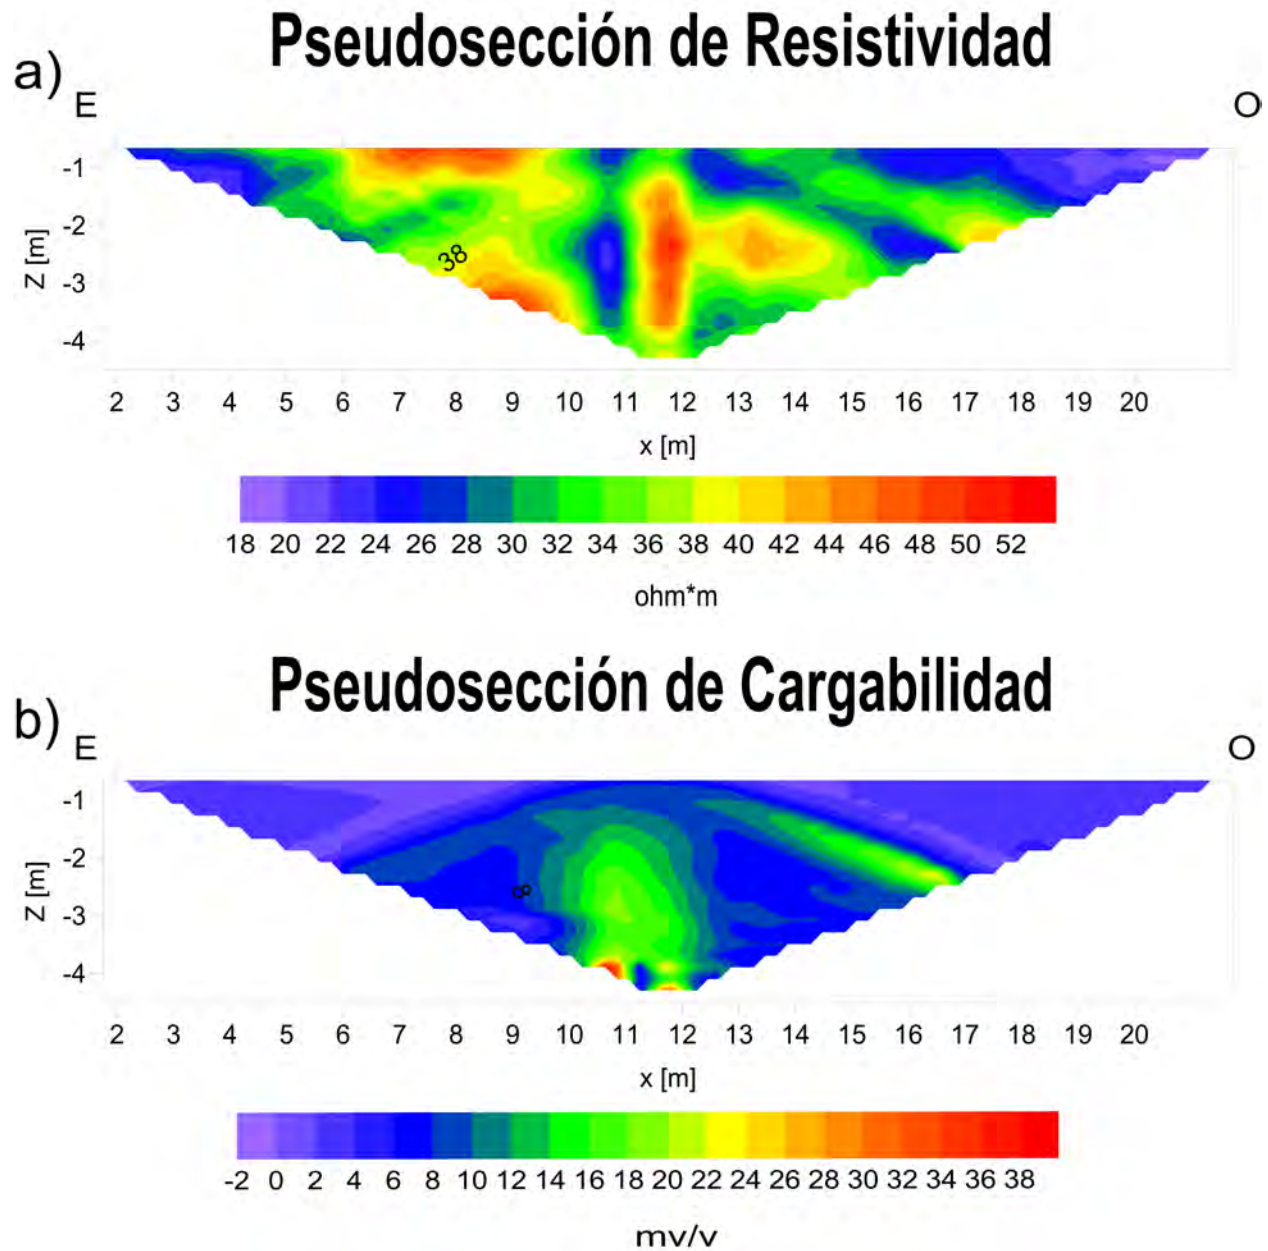 Pseudosección de Resistividad
a)
E O
-1
-2
38
-3
-4
Z [m]
2 3 4 5 6 7 8 9 10 11 12 13 14 15 16 17 18 19 20
x [m]
18 20 22 24 26 28 30 32 34 36 38 40 42 44 46 48 50 52
ohm*m
Pseudosección de Cargabilidad
b)
E O
-1
-2
8
-3
-4
Z [m]
2 3 4 5 6 7 8 9 10 11 12 13 14 15 16 17 18 19 20
x [m]
-2 0 2 4 6 8 10 12 14 16 18 20 22 24 26 28 30 32 34 36 38
mv/v